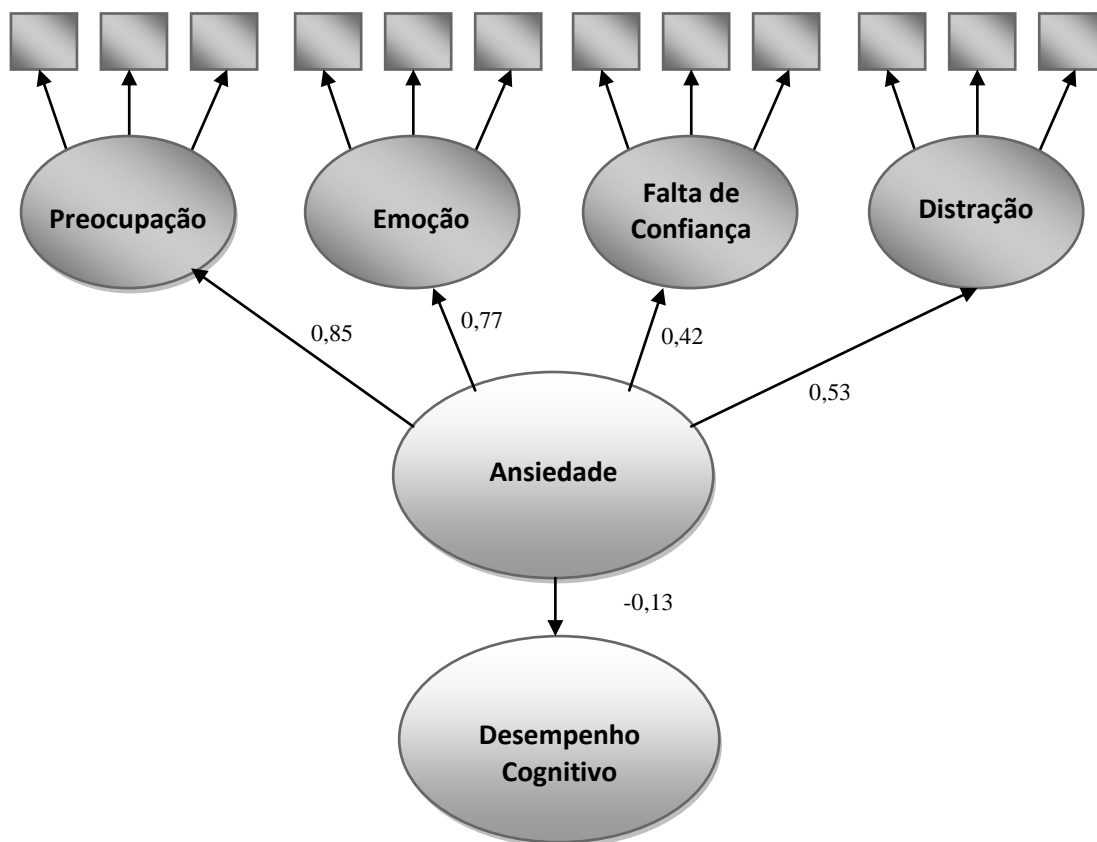 Preocupação
Emoção
Falta de
Confiança
Distração
0,85
0,77
0,42
0,53
Ansiedade
-0,13
Desempenho
Cognitivo